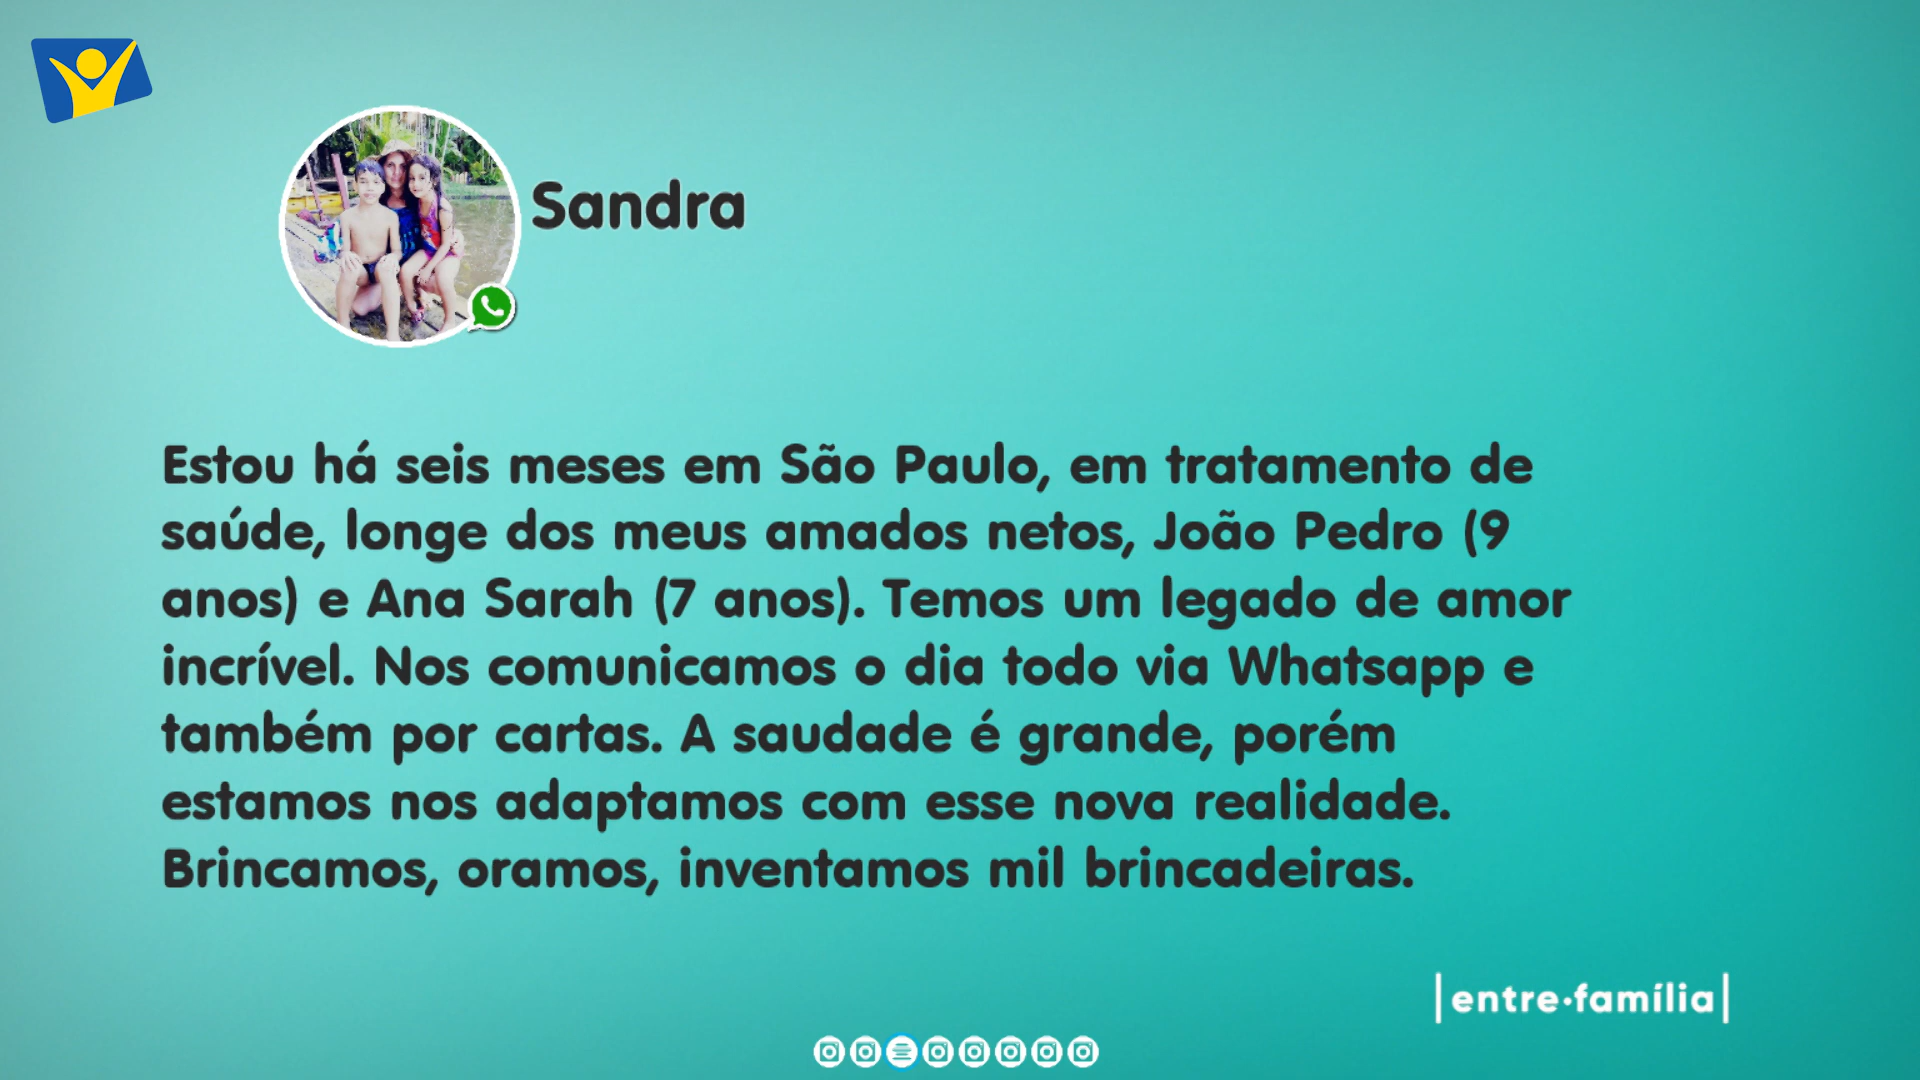 Sandra
Estou há seis meses em São Paulo, em tratamento de
saúde, longe dos meus amados netos, João Pedro (9
anos) e Ana Sarah (7 anos). Temos um legado de amor
incrível. Nos comunicamos o dia todo via Whatsapp e
também por cartas. A saudade é grande, porém
estamos nos adaptamos com esse nova realidade.
Brincamos, oramos, inventamos mil brincadeiras.
|entre·família|